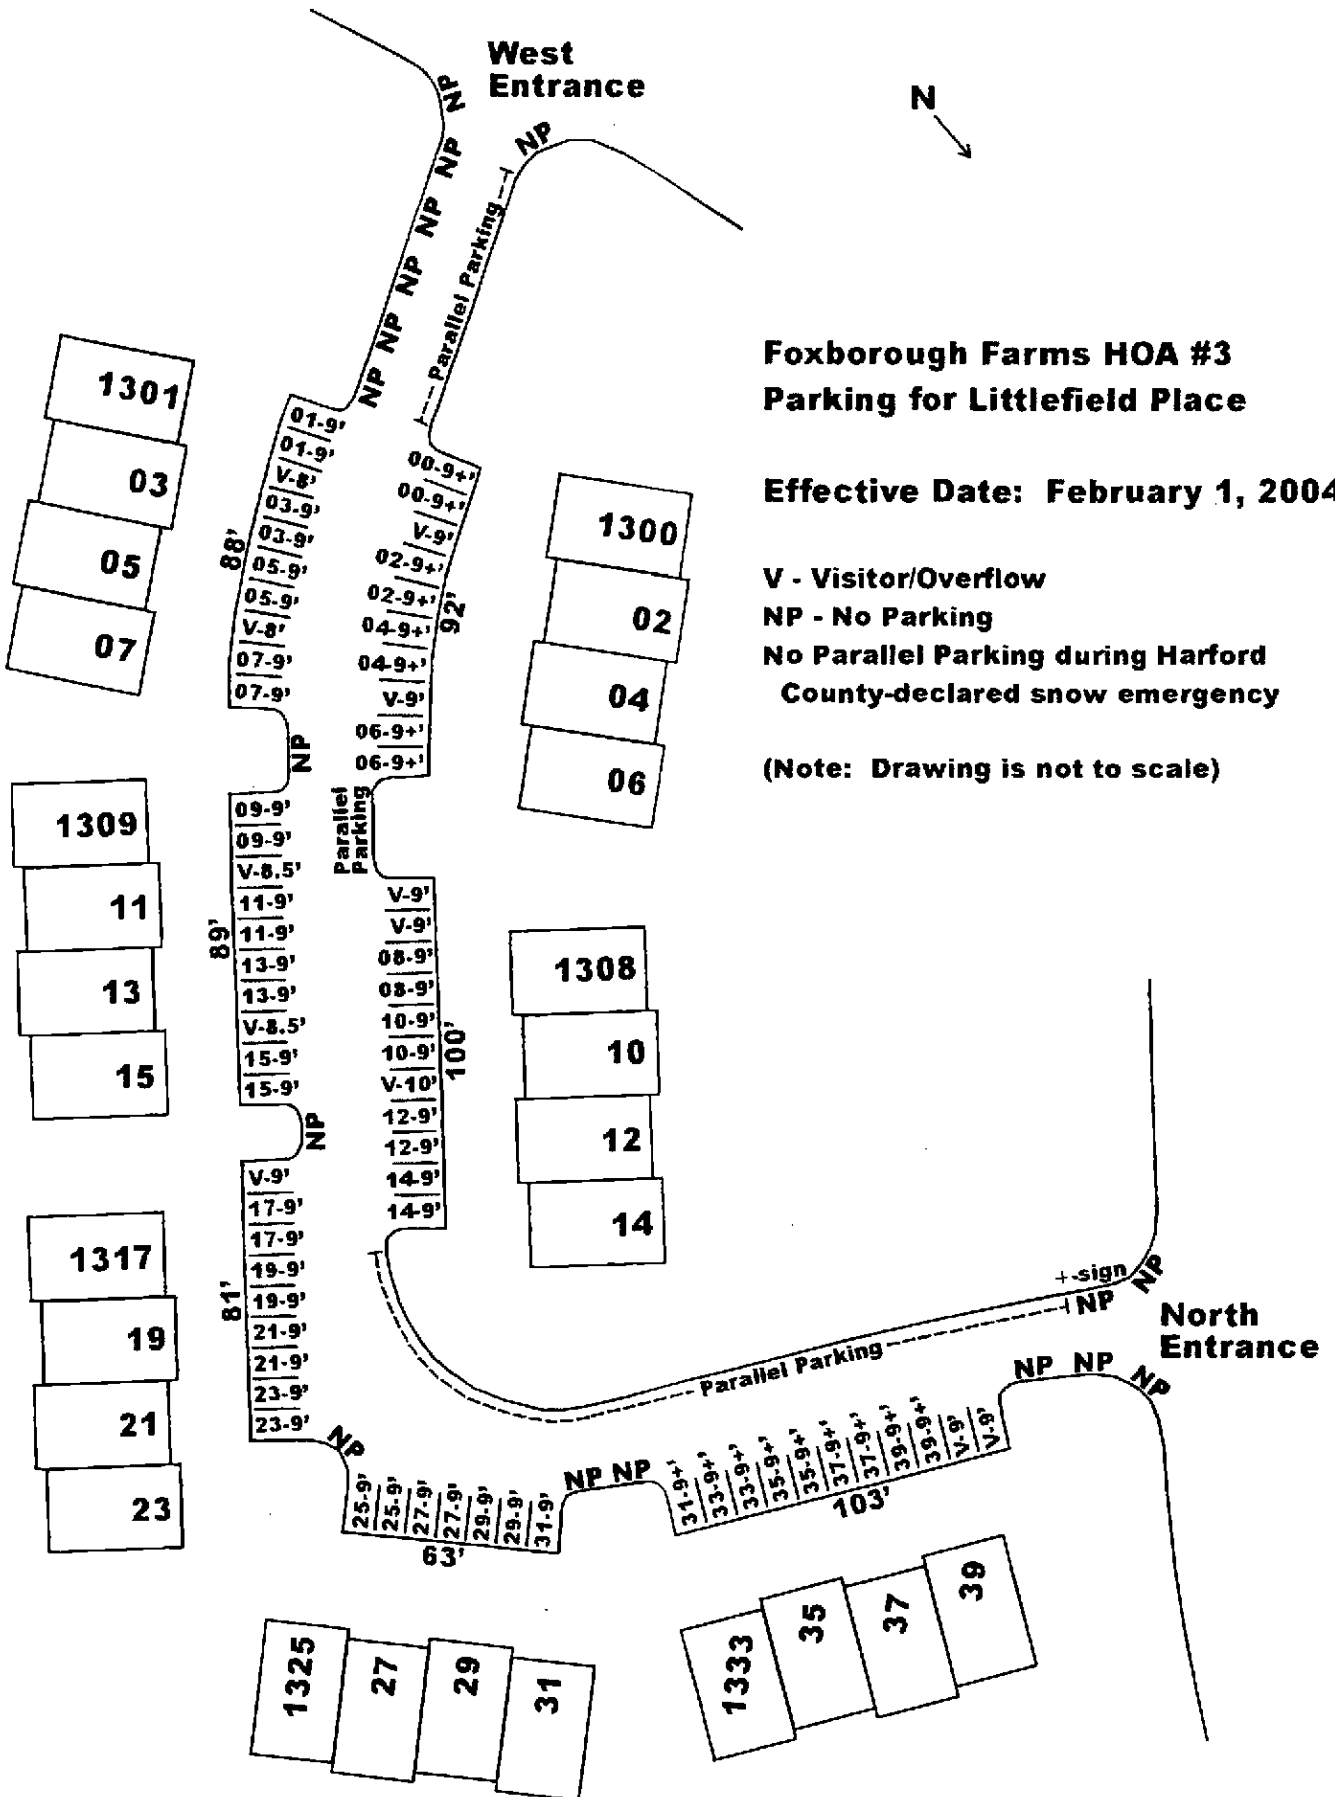 West
Entrance
N
NP
NP
NP
NP
NP
NP
NP
NP
Parallel Parking
Foxborough Farms HOA #3
Parking for Littlefield Place
Effective Date: February 1, 2004
V - Visitor/Overflow
NP - No Parking
No Parallel Parking during Harford
County-declared snow emergency
(Note: Drawing is not to scale)
1301
03
05
07
88'
01-9'
01-9'
V-8'
03-9'
03-9'
05-9'
05-9'
V-8'
07-9'
07-9'
00-9+'
00-9+'
V-9'
02-9+'
02-9+'
04-9+'
04-9+'
V-9'
06-9+'
06-9+'
92'
1300
02
04
06
NP
Parallel
Parking
1309
11
13
15
89'
09-9'
09-9'
V-8.5'
11-9'
11-9'
13-9'
13-9'
V-8.5'
15-9'
15-9'
V-9'
V-9'
08-9'
08-9'
10-9'
10-9'
V-10'
12-9'
12-9'
14-9'
14-9'
100'
1308
10
12
14
NP
1317
19
21
23
81'
V-9'
17-9'
17-9'
19-9'
19-9'
21-9'
21-9'
23-9'
23-9'
NP
25-9'
25-9'
27-9'
27-9'
29-9'
29-9'
31-9'
63'
NP NP
Parallel Parking
+-sign
NP
NP
North
Entrance
NP NP
NP
31-9+'
33-9+'
33-9+'
35-9+'
35-9+'
37-9+'
37-9+'
39-9+'
39-9+'
V-9'
V-9'
103'
1325
27
29
31
1333
35
37
39